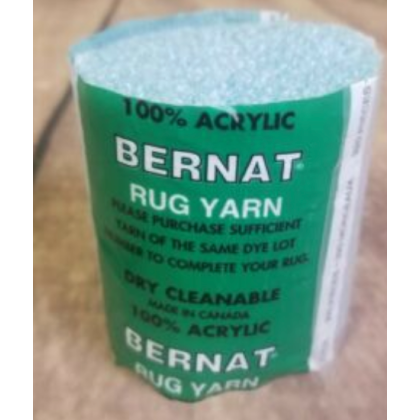 100% ACRYLIC
BERNAT®
RUG YARN
PLEASE PURCHASE SUFFICIENT
YARN OF THE SAME DYE LOT
NUMBER TO COMPLETE YOUR RUG.
DRY CLEANABLE
MADE IN CANADA
100% ACRYLIC
BERNAT®
RUG YARN